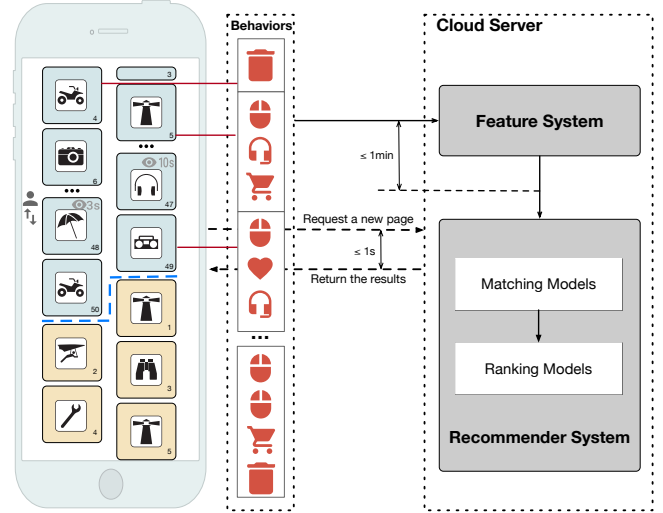 Behaviors
Cloud Server
3
4
5
...
6
...
10s
47
3s
48
49
50
1
2
3
4
5
...
Feature System
≤ 1min
Request a new page
≤ 1s
Return the results
Matching Models
Ranking Models
Recommender System